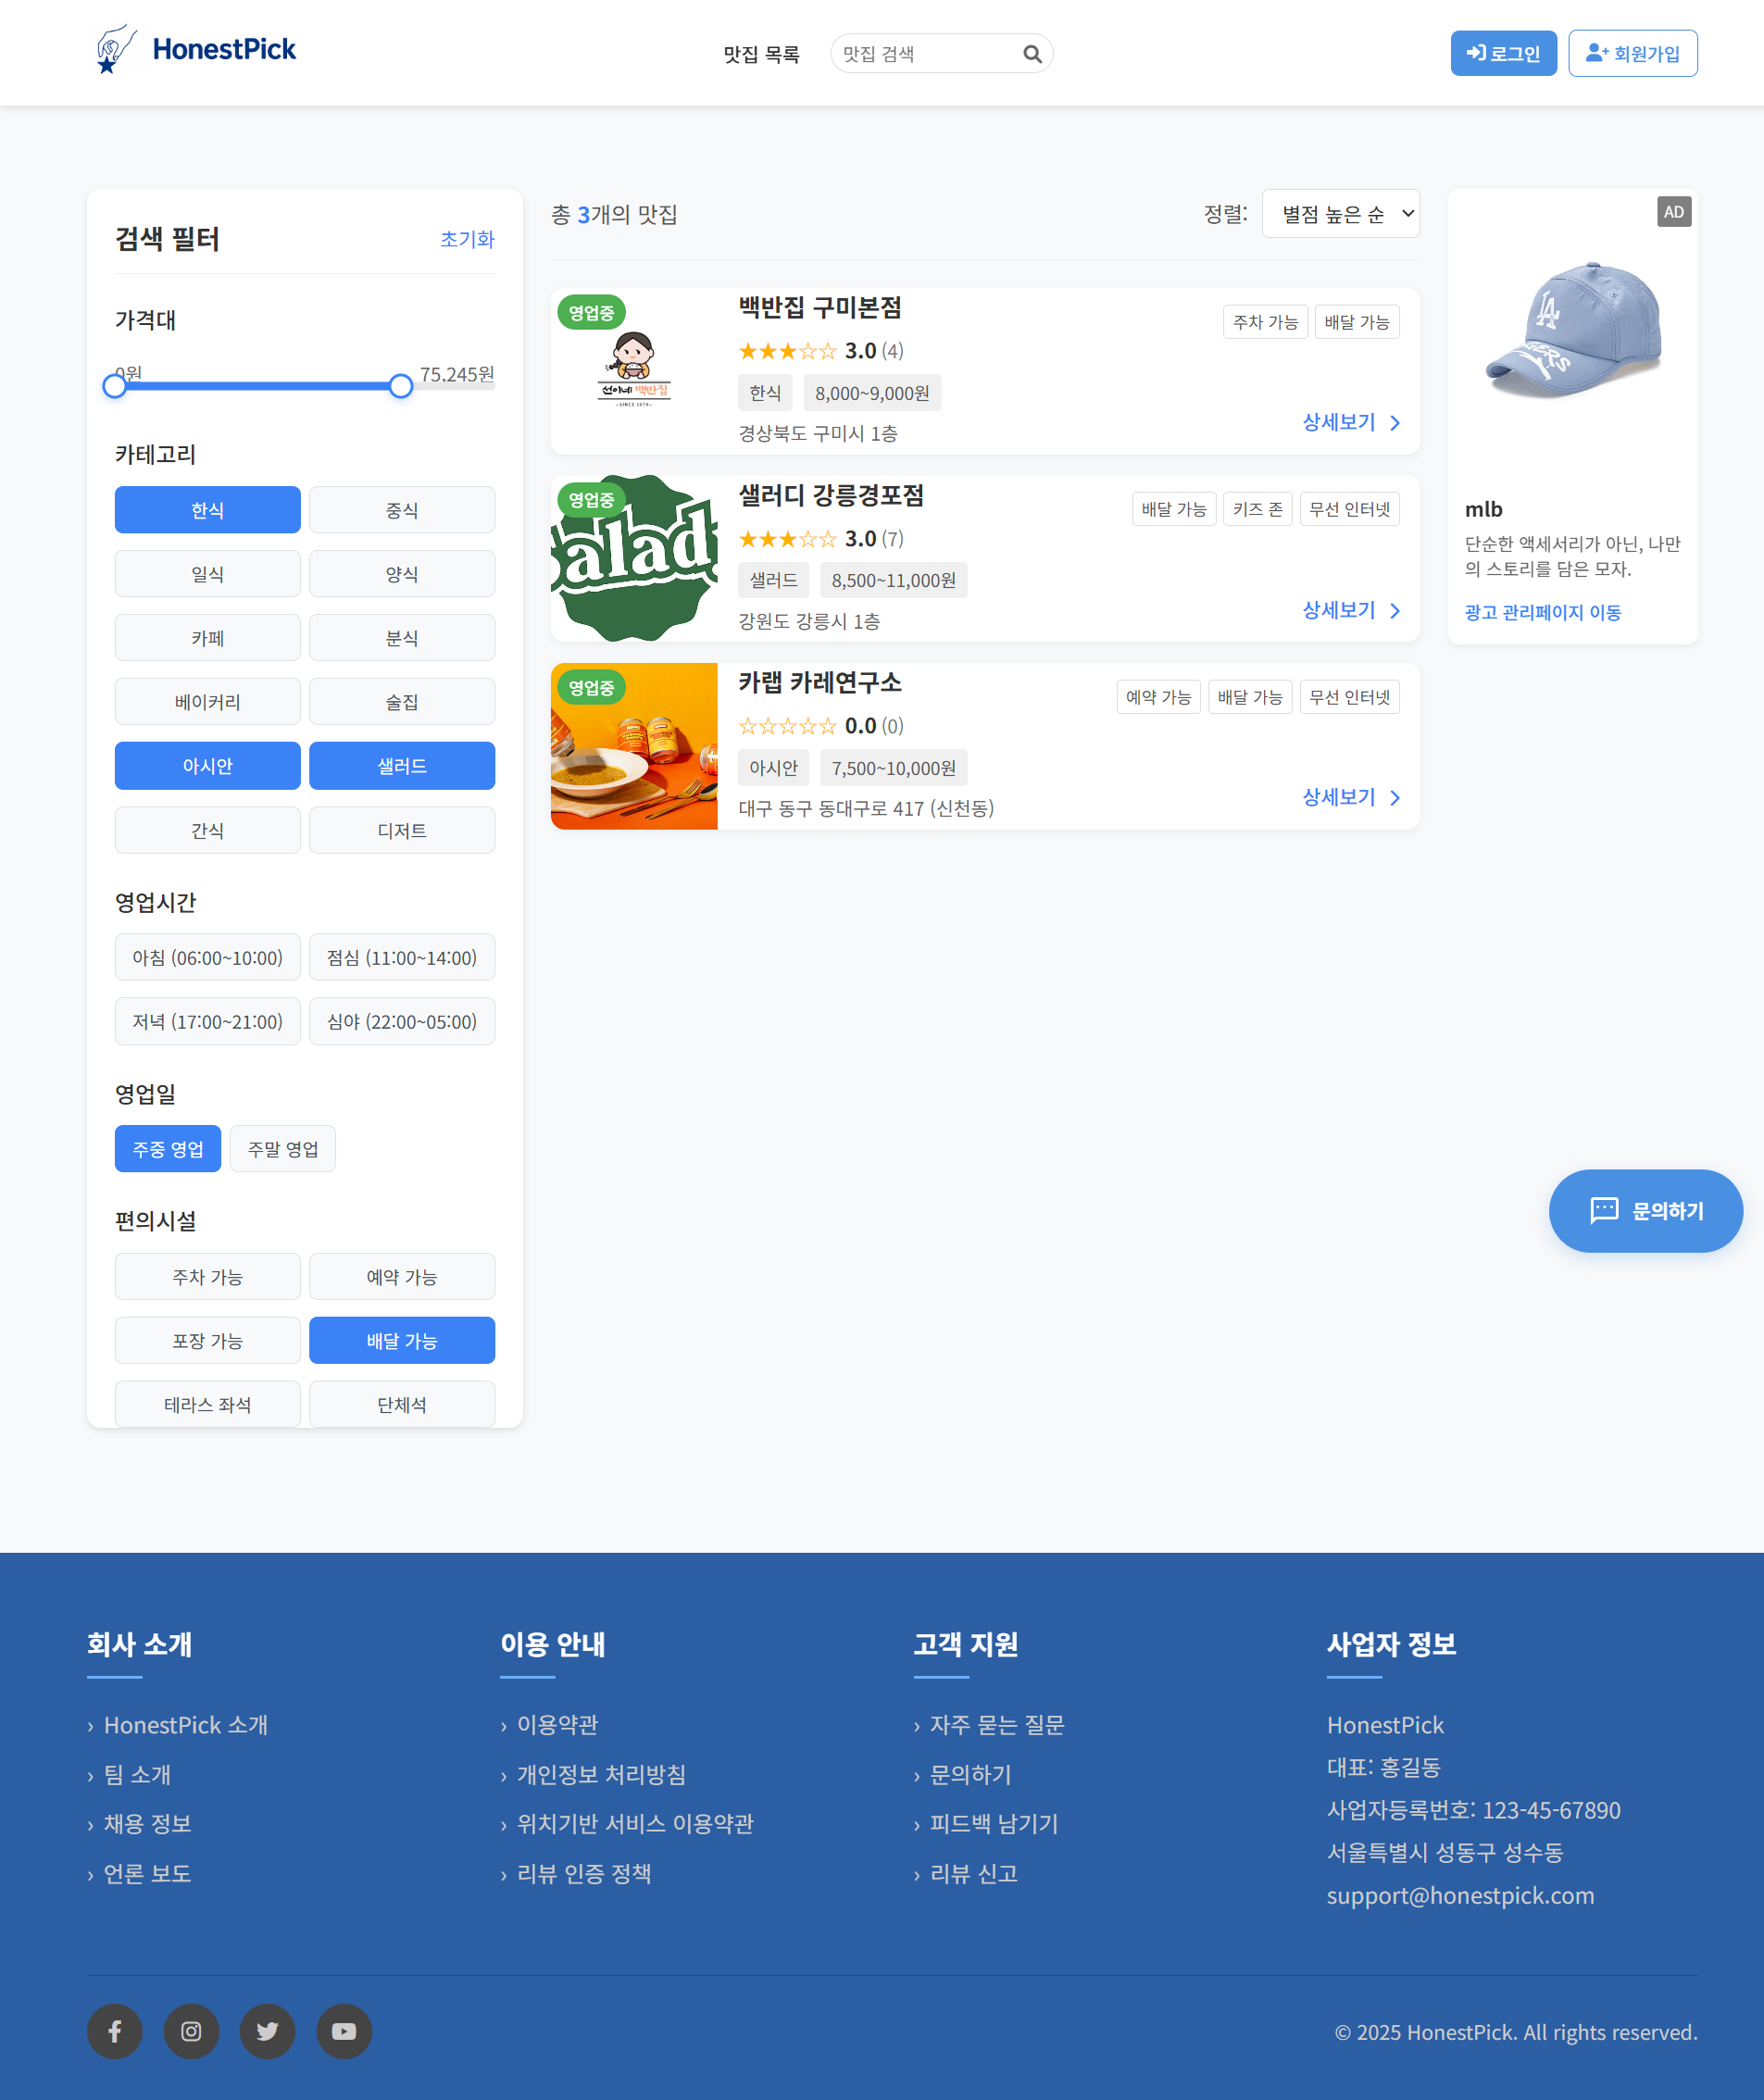 HonestPick
맛집 목록
맛집 검색
로그인
회원가입
검색 필터
초기화
가격대
0원
75,245원
카테고리
한식
중식
일식
양식
카페
분식
베이커리
술집
아시안
샐러드
간식
디저트
영업시간
아침 (06:00~10:00)
점심 (11:00~14:00)
저녁 (17:00~21:00)
심야 (22:00~05:00)
영업일
주중 영업
주말 영업
편의시설
주차 가능
예약 가능
포장 가능
배달 가능
테라스 좌석
단체석
총 3개의 맛집
정렬:
별점 높은 순
영업중
선이네 백반집
~SINCE 1974~
백반집 구미본점
★★★☆☆ 3.0 (4)
한식
8,000~9,000원
경상북도 구미시 1층
주차 가능
배달 가능
상세보기
영업중
salad
샐러디 강릉경포점
★★★☆☆ 3.0 (7)
샐러드
8,500~11,000원
강원도 강릉시 1층
배달 가능
키즈 존
무선 인터넷
상세보기
영업중
카랩 카레연구소
☆☆☆☆☆ 0.0 (0)
아시안
7,500~10,000원
대구 동구 동대구로 417 (신천동)
예약 가능
배달 가능
무선 인터넷
상세보기
AD
LA
mlb
단순한 액세서리가 아닌, 나만
의 스토리를 담은 모자.
광고 관리페이지 이동
문의하기
회사 소개
› HonestPick 소개
› 팀 소개
› 채용 정보
› 언론 보도
이용 안내
› 이용약관
› 개인정보 처리방침
› 위치기반 서비스 이용약관
› 리뷰 인증 정책
고객 지원
› 자주 묻는 질문
› 문의하기
› 피드백 남기기
› 리뷰 신고
사업자 정보
HonestPick
대표: 홍길동
사업자등록번호: 123-45-67890
서울특별시 성동구 성수동
support@honestpick.com
© 2025 HonestPick. All rights reserved.